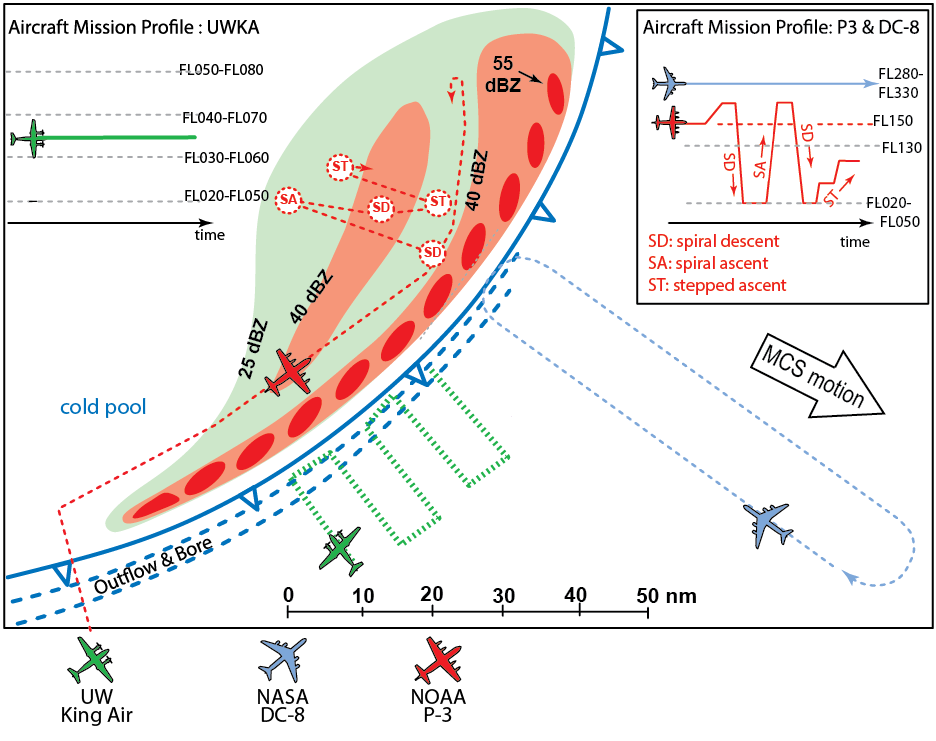 Aircraft Mission Profile : UWKA
FL050-FL080
FL040-FL070
FL030-FL060
FL020-FL050
time
55
dBZ
40 dBZ
ST
SA
SD
ST
SD
40 dBZ
25 dBZ
cold pool
Outflow & Bore
Aircraft Mission Profile: P3 & DC-8
FL280-
FL330
FL150
FL130
FL020-
FL050
SD
SA
SD
ST
time
SD: spiral descent
SA: spiral ascent
ST: stepped ascent
MCS motion
0 10 20 30 40 50 nm
UW
King Air
NASA
DC-8
NOAA
P-3